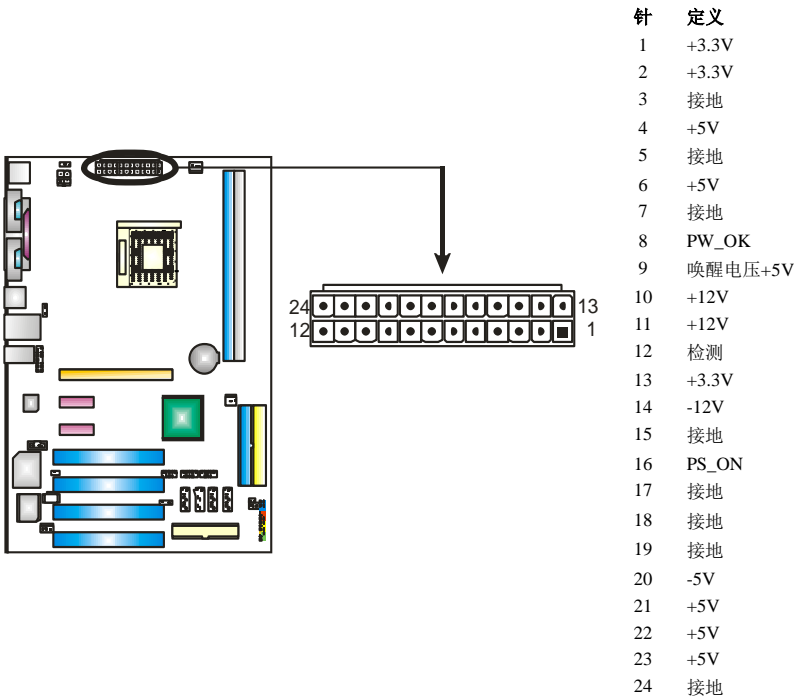 针 定义
1 +3.3V
2 +3.3V
3 接地
4 +5V
5 接地
6 +5V
7 接地
8 PW_OK
9 唤醒电压+5V
10 +12V
11 +12V
12 检测
13 +3.3V
14 -12V
15 接地
16 PS_ON
17 接地
18 接地
19 接地
20 -5V
21 +5V
22 +5V
23 +5V
24 接地
24 13
12 1